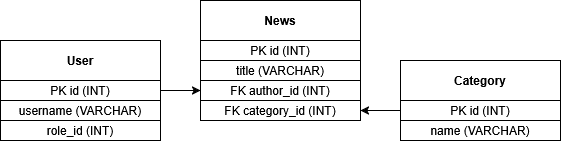 User
PK id (INT)
username (VARCHAR)
role_id (INT)
News
PK id (INT)
title (VARCHAR)
FK author_id (INT)
FK category_id (INT)
Category
PK id (INT)
name (VARCHAR)